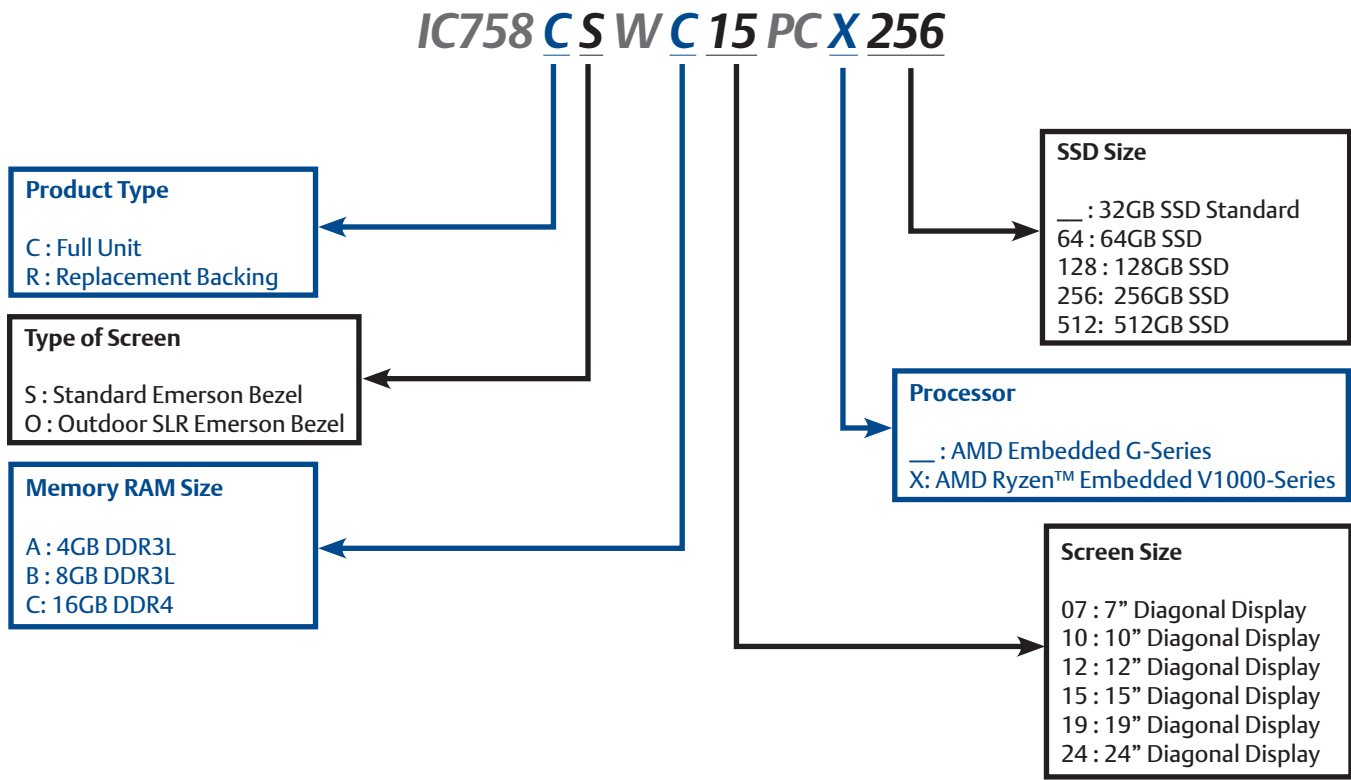 IC758 C S W C 15 PC X 256
Product Type
C : Full Unit
R : Replacement Backing
Type of Screen
S : Standard Emerson Bezel
O : Outdoor SLR Emerson Bezel
Memory RAM Size
A : 4GB DDR3L
B : 8GB DDR3L
C: 16GB DDR4
SSD Size
__ : 32GB SSD Standard
64 : 64GB SSD
128 : 128GB SSD
256: 256GB SSD
512: 512GB SSD
Processor
__ : AMD Embedded G-Series
X: AMD Ryzen™ Embedded V1000-Series
Screen Size
07 : 7” Diagonal Display
10 : 10” Diagonal Display
12 : 12” Diagonal Display
15 : 15” Diagonal Display
19 : 19” Diagonal Display
24 : 24” Diagonal Display